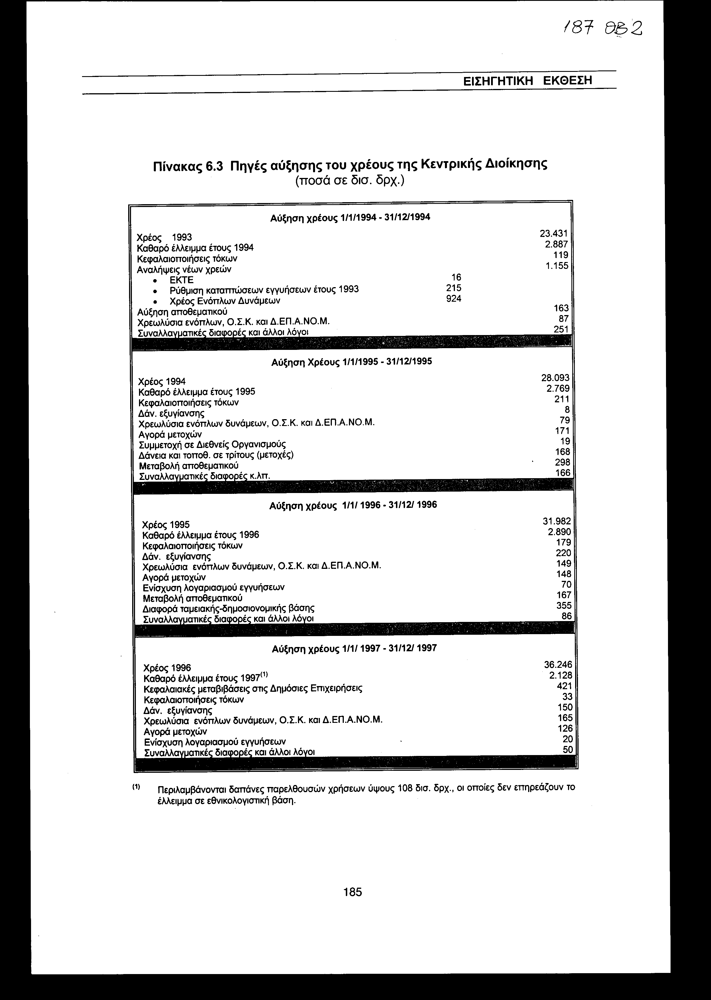 187 ΘΒ2
ΕΙΣΗΓΗΤΙΚΗ ΕΚΘΕΣΗ
Πίνακας 6.3 Πηγές αύξησης του χρέους της Κεντρικής Διοίκησης
(ποσά σε δισ. δρχ.)
Αύξηση χρέους 1/1/1994 - 31/12/1994
Χρέος 1993 23.431
Καθαρό έλλειμμα έτους 1994 2.887
Κεφαλαιοποιήσεις τόκων 119
Αναλήψεις νέων χρεών 1.155
• ΕΚΤΕ 16
• Ρύθμιση καταπτώσεων εγγυήσεων έτους 1993 215
• Χρέος Ενόπλων Δυνάμεων 924
Αύξηση αποθεματικού 163
Χρεωλύσια ενόπλων, Ο.Σ.Κ. και Δ.ΕΠ.Α.ΝΟ.Μ. 87
Συναλλαγματικές διαφορές και άλλοι λόγοι 251
Αύξηση Χρέους 1/1/1995 - 31/12/1995
Χρέος 1994 28.093
Καθαρό έλλειμμα έτους 1995 2.769
Κεφαλαιοποιήσεις τόκων 211
Δάν. εξυγίανσης 8
Χρεωλύσια ενόπλων δυνάμεων, Ο.Σ.Κ. και Δ.ΕΠ.Α.ΝΟ.Μ. 79
Αγορά μετοχών 171
Συμμετοχή σε Διεθνείς Οργανισμούς 19
Δάνεια και τοποθ. σε τρίτους (μετοχές) 168
Μεταβολή αποθεματικού 298
Συναλλαγματικές διαφορές κ.λπ. 166
Αύξηση χρέους 1/1/ 1996 - 31/12/ 1996
Χρέος 1995 31.982
Καθαρό έλλειμμα έτους 1996 2.890
Κεφαλαιοποιήσεις τόκων 179
Δάν. εξυγίανσης 220
Χρεωλύσια ενόπλων δυνάμεων, Ο.Σ.Κ. και Δ.ΕΠ.Α.ΝΟ.Μ. 149
Αγορά μετοχών 148
Ενίσχυση λογαριασμού εγγυήσεων 70
Μεταβολή αποθεματικού 167
Διαφορά ταμειακής-δημοσιονομικής βάσης 355
Συναλλαγματικές διαφορές και άλλοι λόγοι 86
Αύξηση χρέους 1/1/ 1997 - 31/12/ 1997
Χρέος 1996 36.246
Καθαρό έλλειμμα έτους 1997(1) 2.128
Κεφαλαιακές μεταβιβάσεις στις Δημόσιες Επιχειρήσεις 421
Κεφαλαιοποιήσεις τόκων 33
Δάν. εξυγίανσης 150
Χρεωλύσια ενόπλων δυνάμεων, Ο.Σ.Κ. και Δ.ΕΠ.Α.ΝΟ.Μ. 165
Αγορά μετοχών 126
Ενίσχυση λογαριασμού εγγυήσεων 20
Συναλλαγματικές διαφορές και άλλοι λόγοι 50
(1) Περιλαμβάνονται δαπάνες παρελθουσών χρήσεων ύψους 108 δισ. δρχ., οι οποίες δεν επηρεάζουν το
έλλειμμα σε εθνικολογιστική βάση.
185